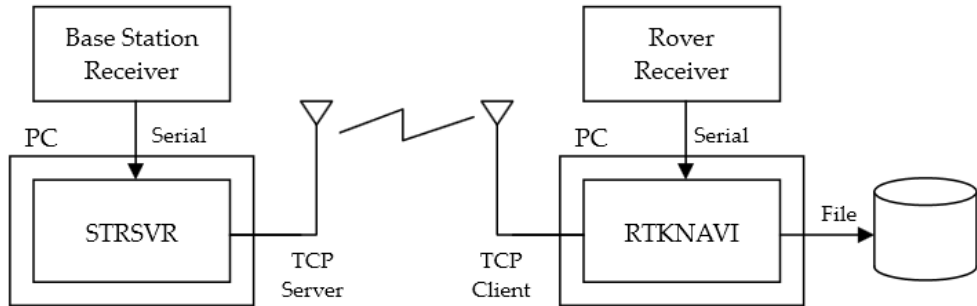 Base Station
Receiver
Rover
Receiver
PC
Serial
PC
Serial
STRSVR
RTKNAVI
File
TCP
Server
TCP
Client